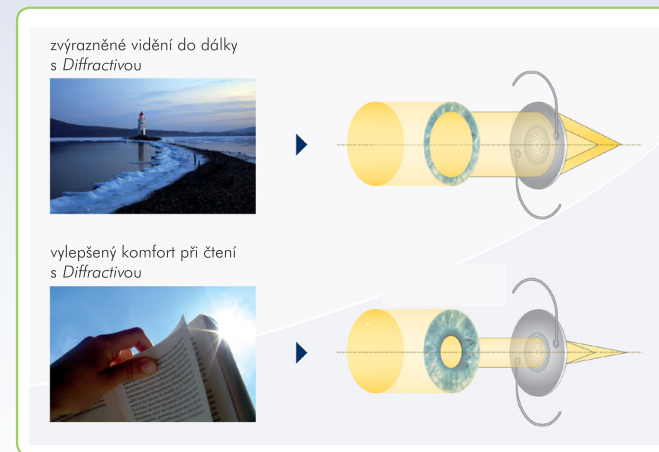 zvýrazněné vidění do dálky
s Diffractivou
vylepšený komfort při čtení
s Diffractivou